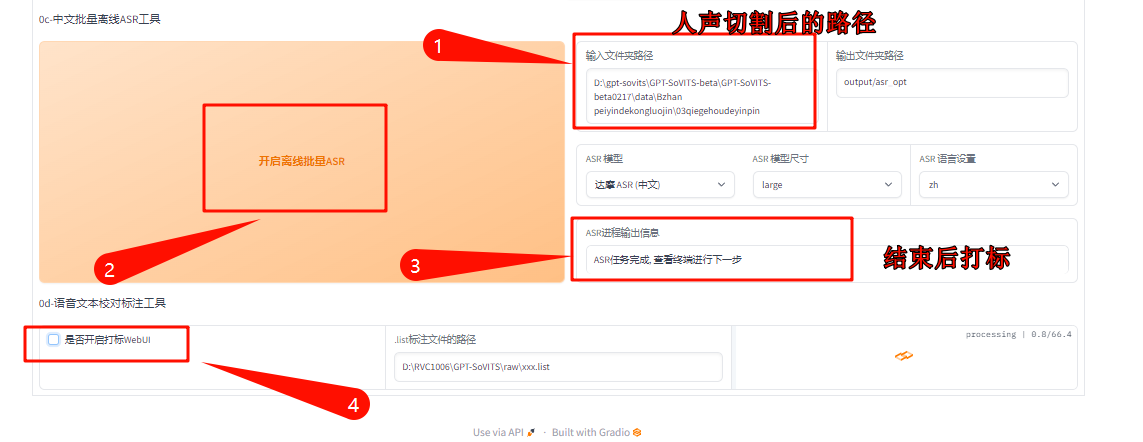 0c-中文批量离线ASR工具
人声切割后的路径
1
输入文件夹路径
输出文件夹路径
D:\gpt-sovits\GPT-SoVITS-beta\GPT-SoVITS-
beta0217\data\Bzhan
peiyindekongluojin\03qiegehoudeyinpin
output/asr_opt
开启离线批量ASR
ASR 模型
ASR 模型尺寸
ASR 语言设置
达摩 ASR (中文)
large
zh
2
3
ASR进程输出信息
ASR任务完成, 查看终端进行下一步
结束后打标
0d-语音文本校对标注工具
是否开启打标WebUI
.list标注文件的路径
D:\RVC1006\GPT-SoVITS\raw\xxx.list
processing | 0.8/66.4
4
Use via API · Built with Gradio